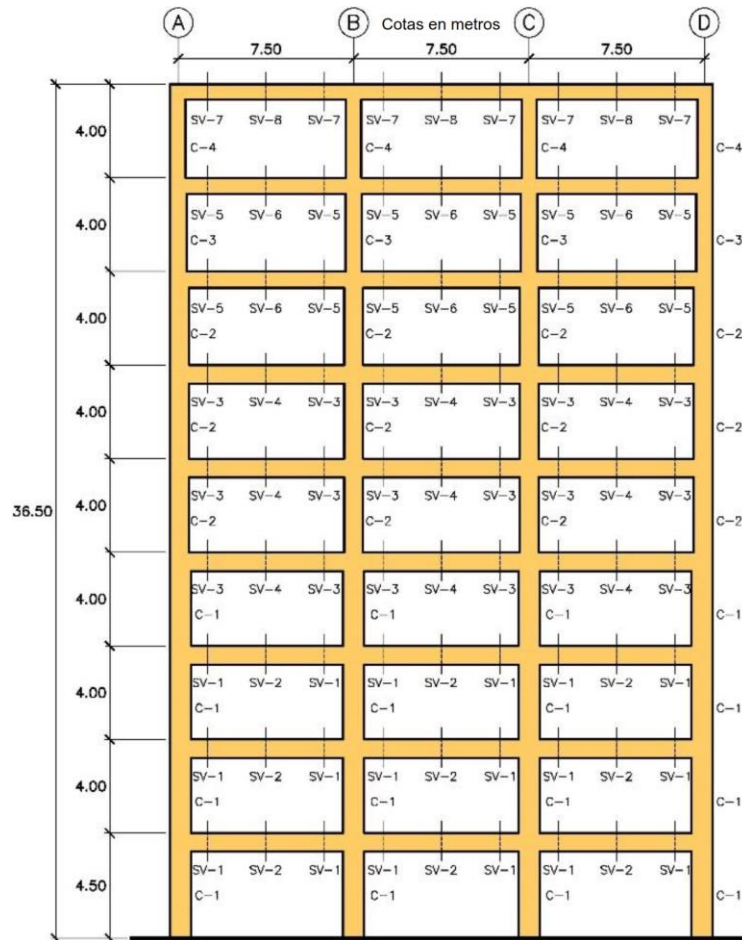 A B Cotas en metros C D
7.50 7.50 7.50
SV-7 SV-8 SV-7 SV-7 SV-8 SV-7 SV-7 SV-8 SV-7
4.00
C-4 C-4 C-4 C-4
SV-5 SV-6 SV-5 SV-5 SV-6 SV-5 SV-5 SV-6 SV-5
4.00
C-3 C-3 C-3 C-3
SV-5 SV-6 SV-5 SV-5 SV-6 SV-5 SV-5 SV-6 SV-5
4.00
C-2 C-2 C-2 C-2
SV-3 SV-4 SV-3 SV-3 SV-4 SV-3 SV-3 SV-4 SV-3
4.00
C-2 C-2 C-2 C-2
SV-3 SV-4 SV-3 SV-3 SV-4 SV-3 SV-3 SV-4 SV-3
36.50 4.00
C-2 C-2 C-2 C-2
SV-3 SV-4 SV-3 SV-3 SV-4 SV-3 SV-3 SV-4 SV-3
4.00
C-1 C-1 C-1 C-1
SV-1 SV-2 SV-1 SV-1 SV-2 SV-1 SV-1 SV-2 SV-1
4.00
C-1 C-1 C-1 C-1
SV-1 SV-2 SV-1 SV-1 SV-2 SV-1 SV-1 SV-2 SV-1
4.00
C-1 C-1 C-1 C-1
SV-1 SV-2 SV-1 SV-1 SV-2 SV-1 SV-1 SV-2 SV-1
4.50
C-1 C-1 C-1 C-1